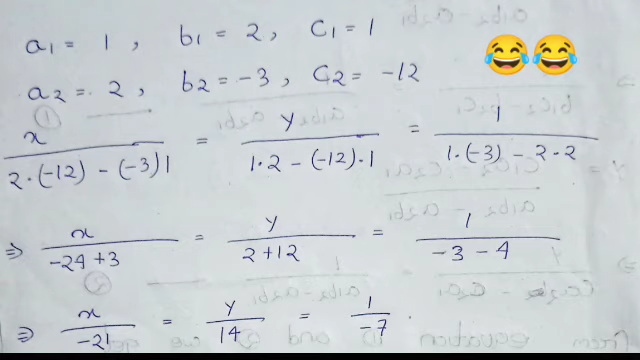 a₁ = 1, b₁ = 2, C₁ = 1
a₂ = 2, b₂ = -3, C₂ = -12
①
x/(2·(-12) - (-3)1) = y/(1·2 - (-12)·1) = 1/(1·(-3) - 2·2)
⇒ x/(-24+3) = y/(2+12) = 1/(-3-4)
⇒ x/(-21) = y/14 = 1/(-7)